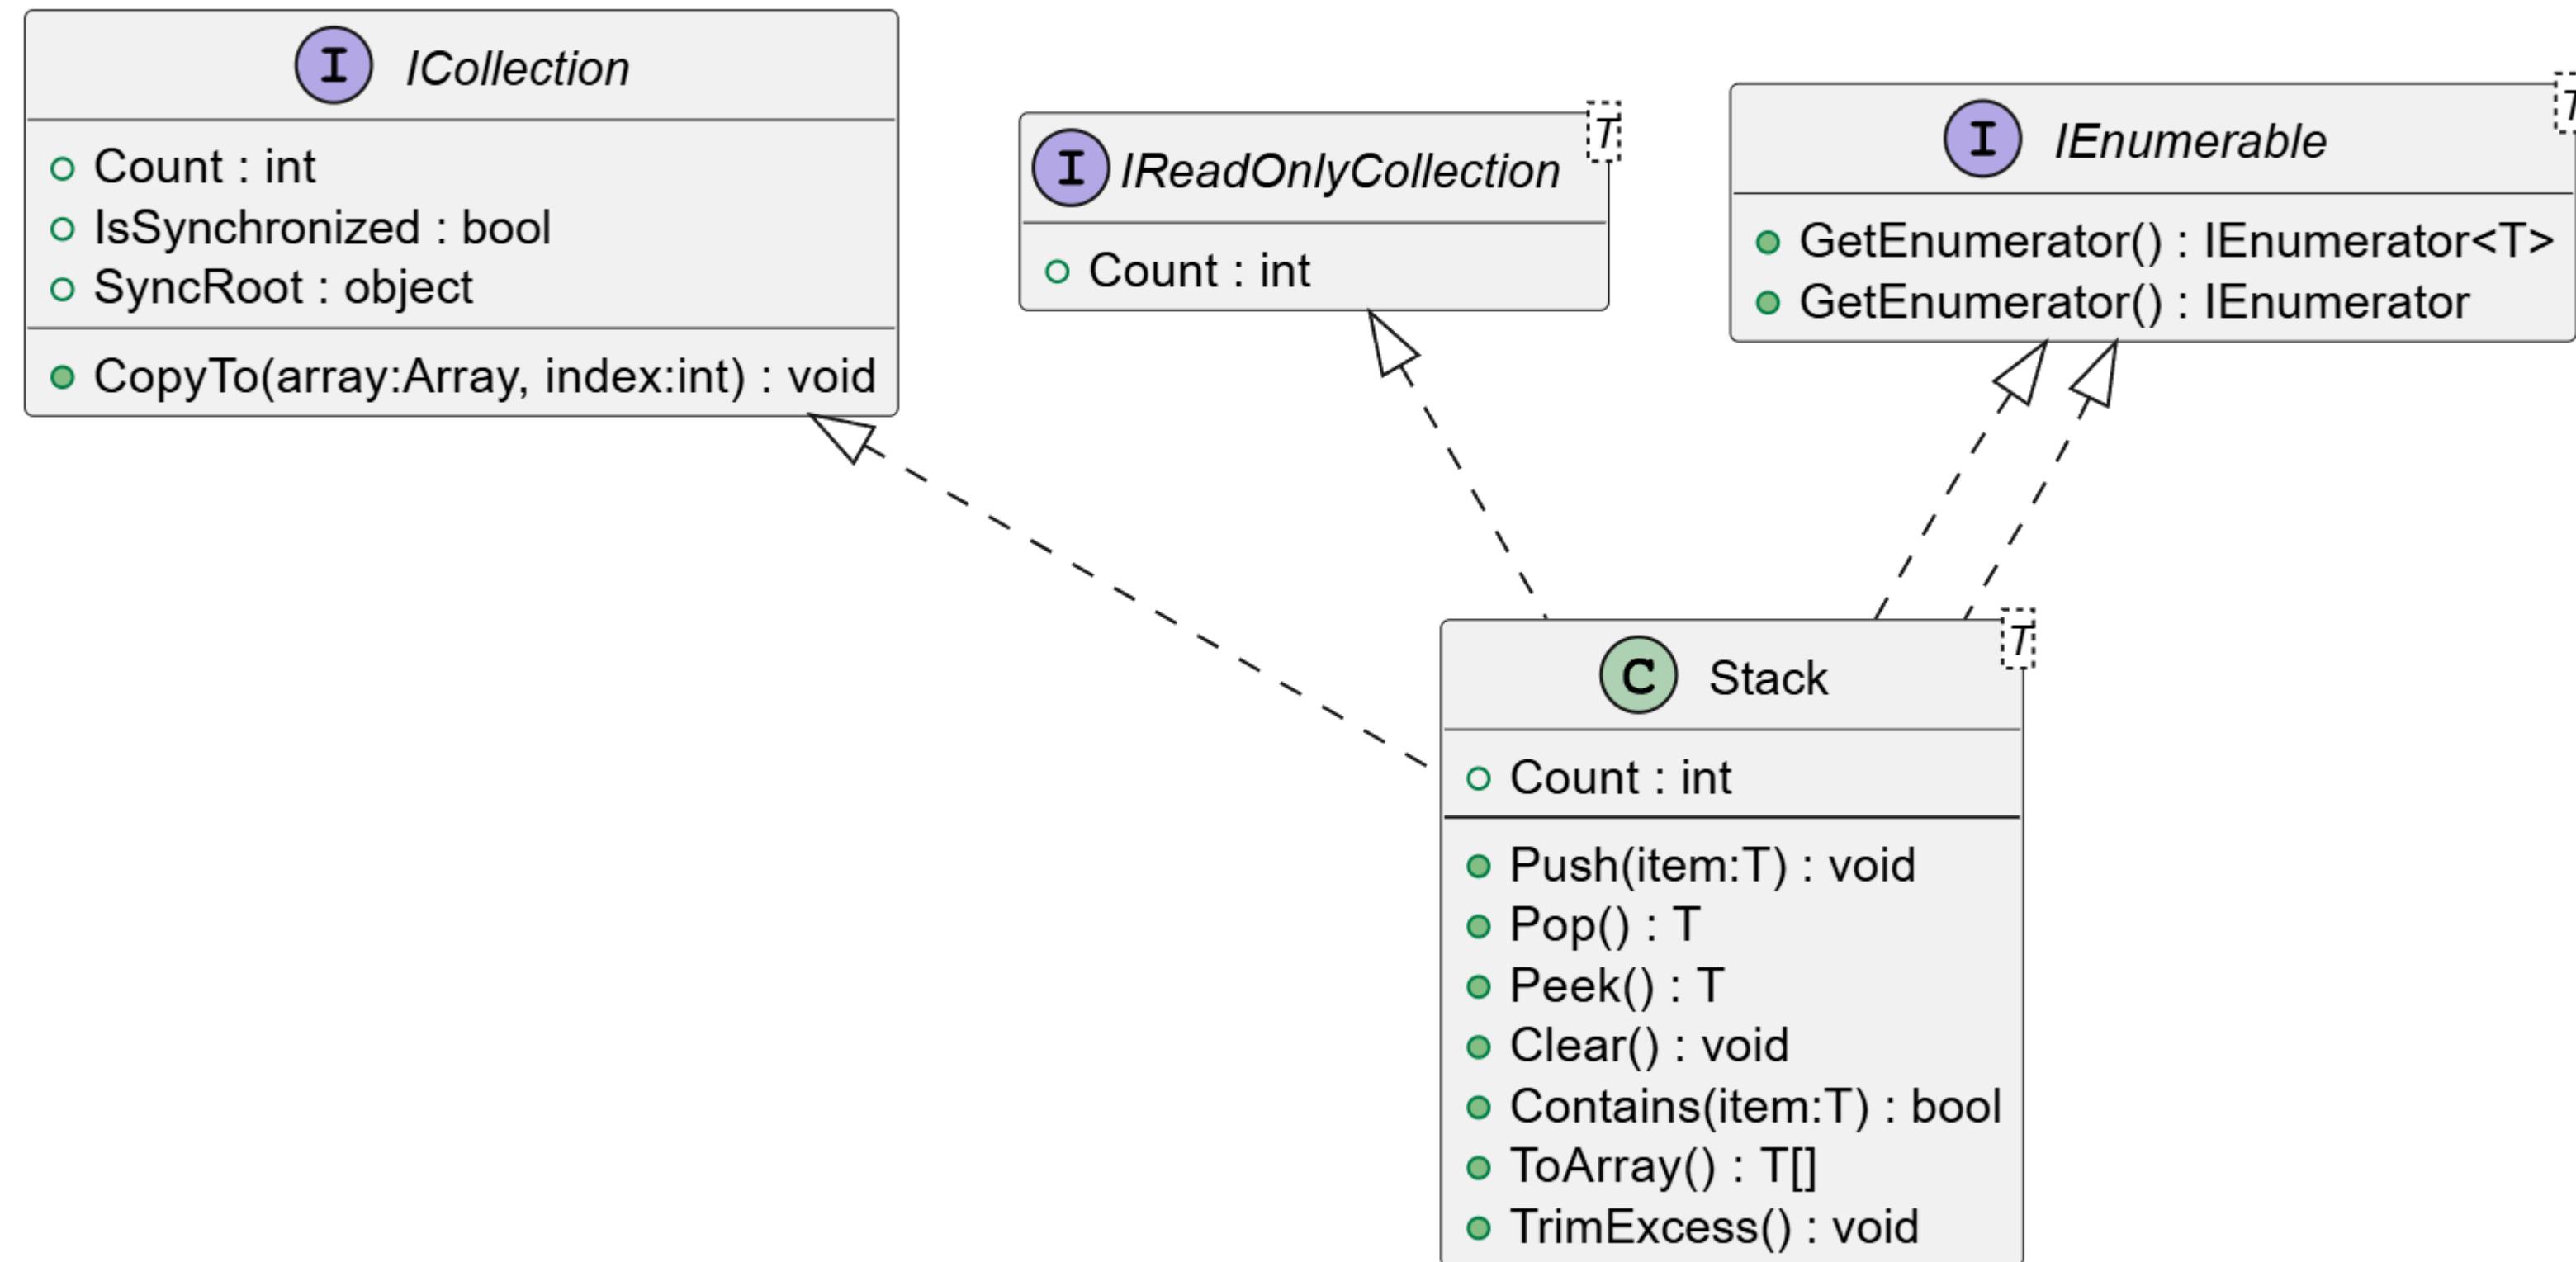 I ICollection
Count : int
IsSynchronized : bool
SyncRoot : object
CopyTo(array:Array, index:int) : void
T
I IReadOnlyCollection
Count : int
T
I IEnumerable
GetEnumerator() : IEnumerator<T>
GetEnumerator() : IEnumerator
T
C Stack
Count : int
Push(item:T) : void
Pop() : T
Peek() : T
Clear() : void
Contains(item:T) : bool
ToArray() : T[]
TrimExcess() : void